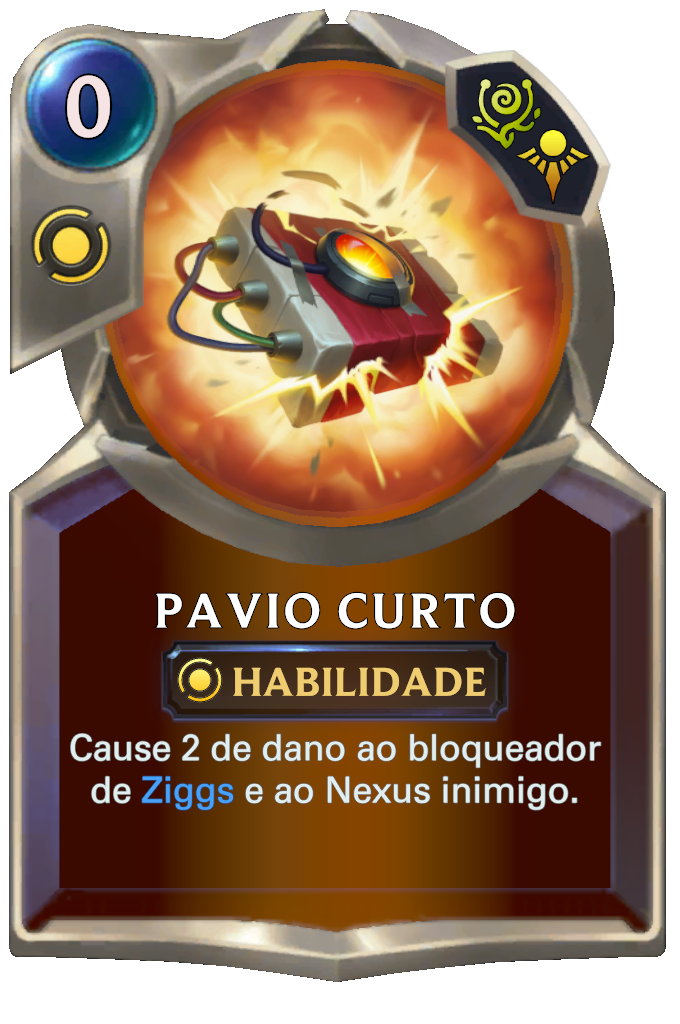 0
PAVIO CURTO
HABILIDADE
Cause 2 de dano ao bloqueador
de Ziggs e ao Nexus inimigo.